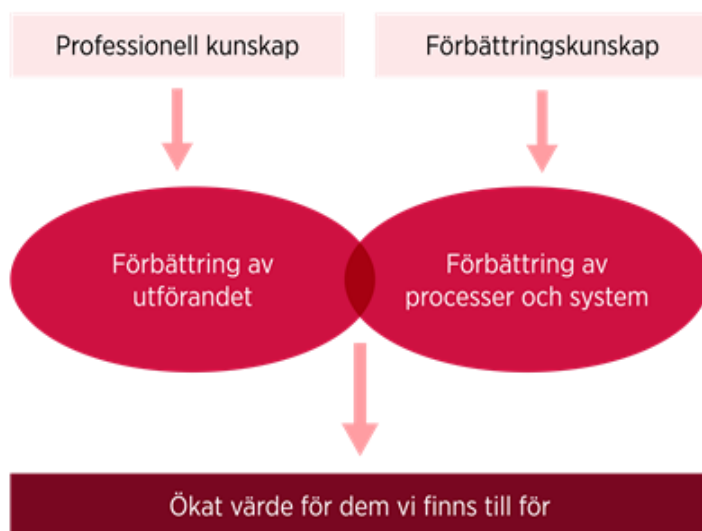 Professionell kunskap
Förbättringskunskap
Förbättring av
utförandet
Förbättring av
processer och system
Ökat värde för dem vi finns till för